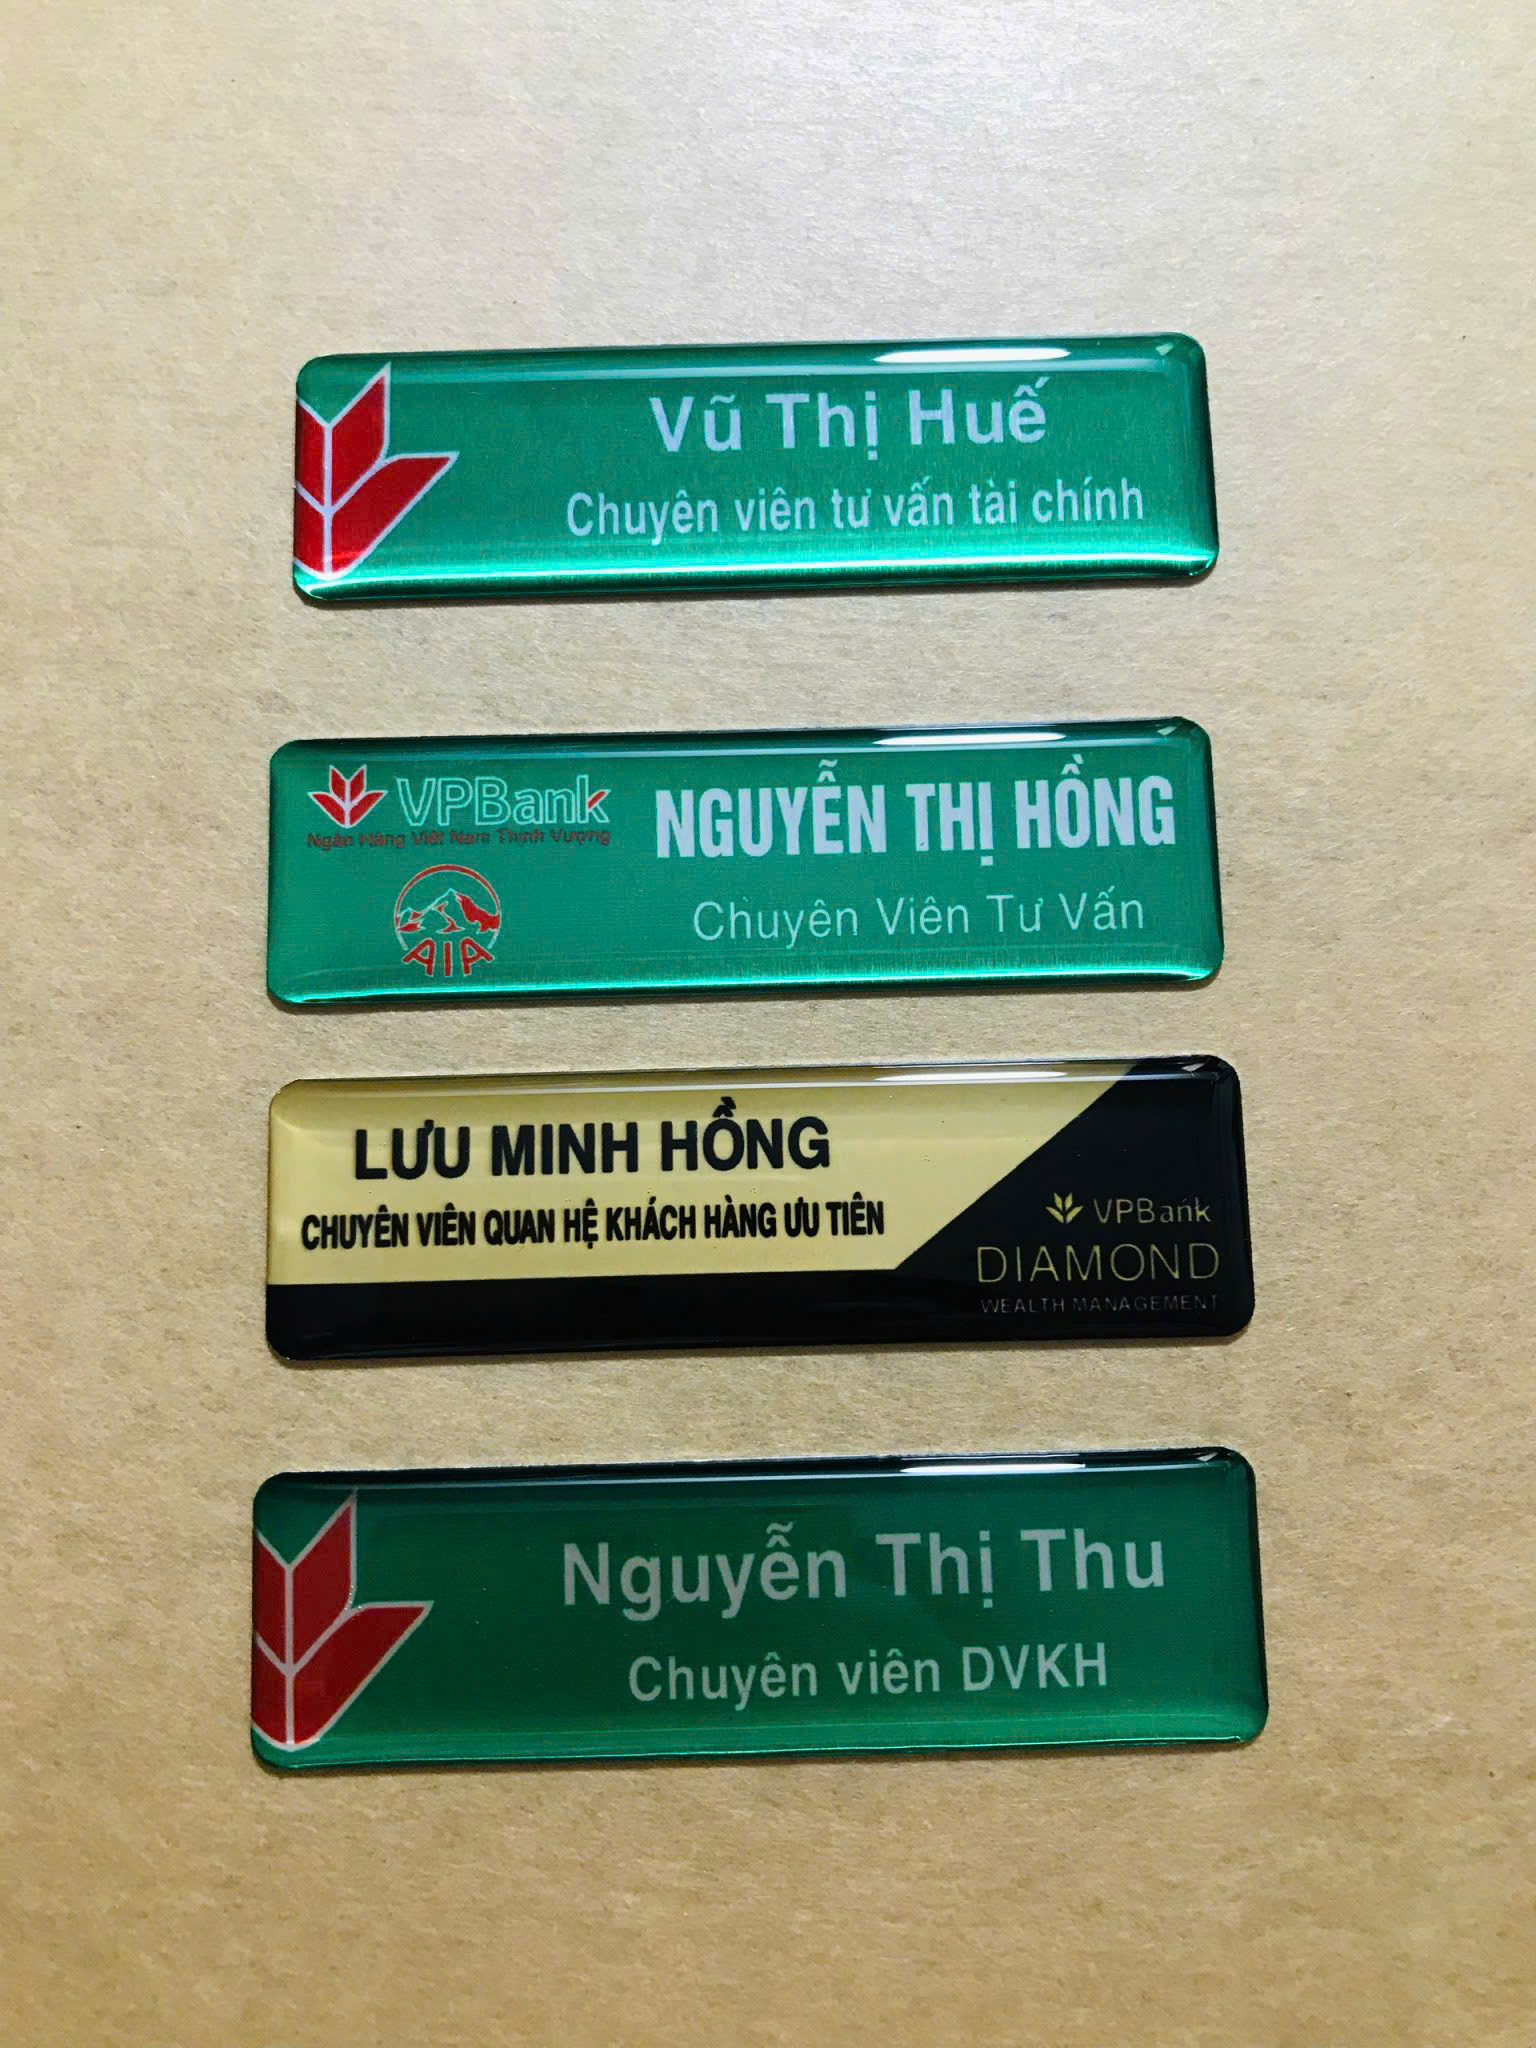 Vũ Thị Huế
Chuyên viên tư vấn tài chính
VPBank
Ngân Hàng Việt Nam Thịnh Vượng
AIA
NGUYỄN THỊ HỒNG
Chuyên Viên Tư Vấn
LƯU MINH HỒNG
CHUYÊN VIÊN QUAN HỆ KHÁCH HÀNG ƯU TIÊN
VPBank
DIAMOND
WEALTH MANAGEMENT
Nguyễn Thị Thu
Chuyên viên DVKH